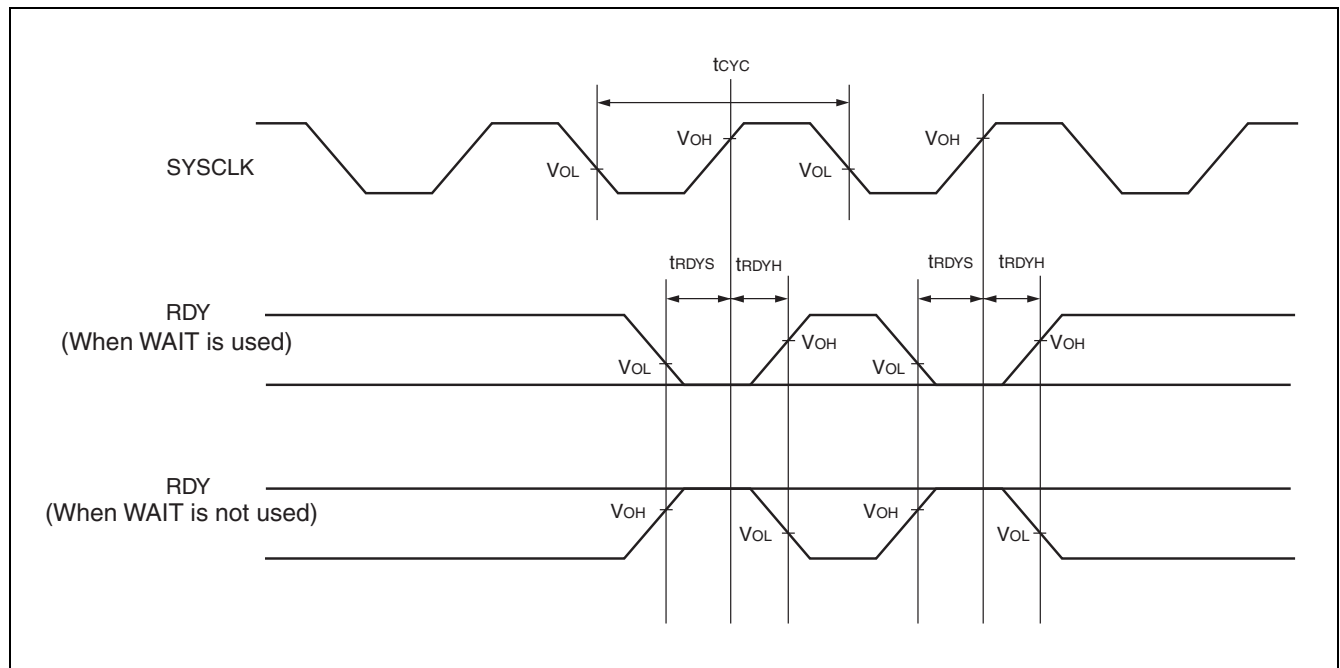 tCYC
SYSCLK
VOL
VOH
VOL
VOH
tRDYS
tRDYH
tRDYS
tRDYH
RDY
(When WAIT is used)
VOL
VOH
VOL
VOH
RDY
(When WAIT is not used)
VOH
VOL
VOH
VOL